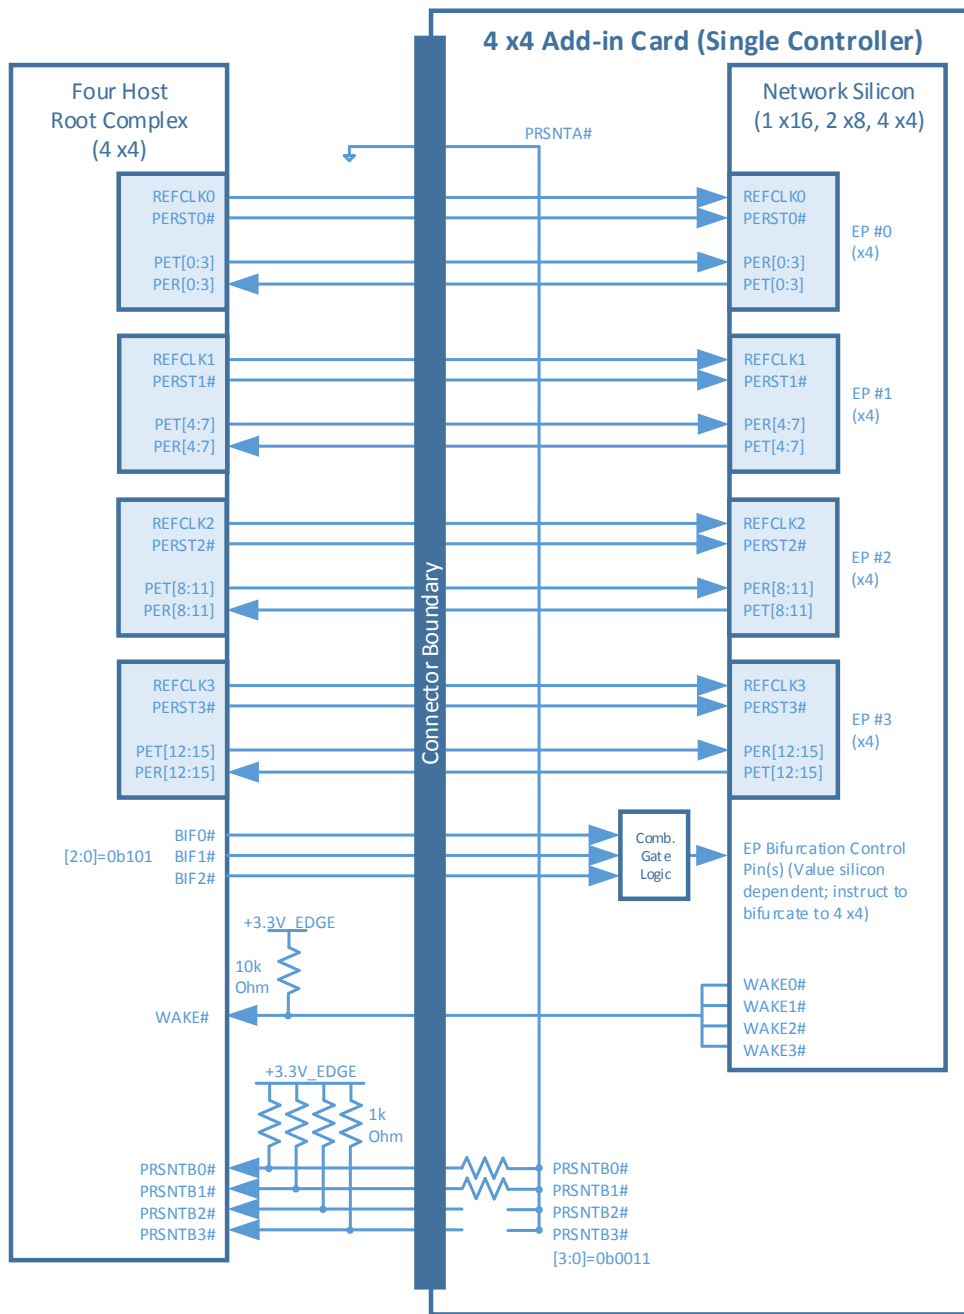 4 x4 Add-in Card (Single Controller)
Four Host
Root Complex
(4 x4)
Network Silicon
(1 x16, 2 x8, 4 x4)
PRSNTA#
REFCLK0
PERST0#
PET[0:3]
PER[0:3]
REFCLK0
PERST0#
PER[0:3]
PET[0:3]
EP #0
(x4)
REFCLK1
PERST1#
PET[4:7]
PER[4:7]
REFCLK1
PERST1#
PER[4:7]
PET[4:7]
EP #1
(x4)
REFCLK2
PERST2#
PET[8:11]
PER[8:11]
REFCLK2
PERST2#
PER[8:11]
PET[8:11]
EP #2
(x4)
Connector Boundary
REFCLK3
PERST3#
PET[12:15]
PER[12:15]
REFCLK3
PERST3#
PER[12:15]
PET[12:15]
EP #3
(x4)
BIF0#
BIF1#
BIF2#
[2:0]=0b101
Comb.
Gate
Logic
EP Bifurcation Control
Pin(s) (Value silicon
dependent; instruct to
bifurcate to 4 x4)
+3.3V_EDGE
10k
Ohm
WAKE#
WAKE0#
WAKE1#
WAKE2#
WAKE3#
+3.3V_EDGE
1k
Ohm
PRSNTB0#
PRSNTB1#
PRSNTB2#
PRSNTB3#
PRSNTB0#
PRSNTB1#
PRSNTB2#
PRSNTB3#
[3:0]=0b0011